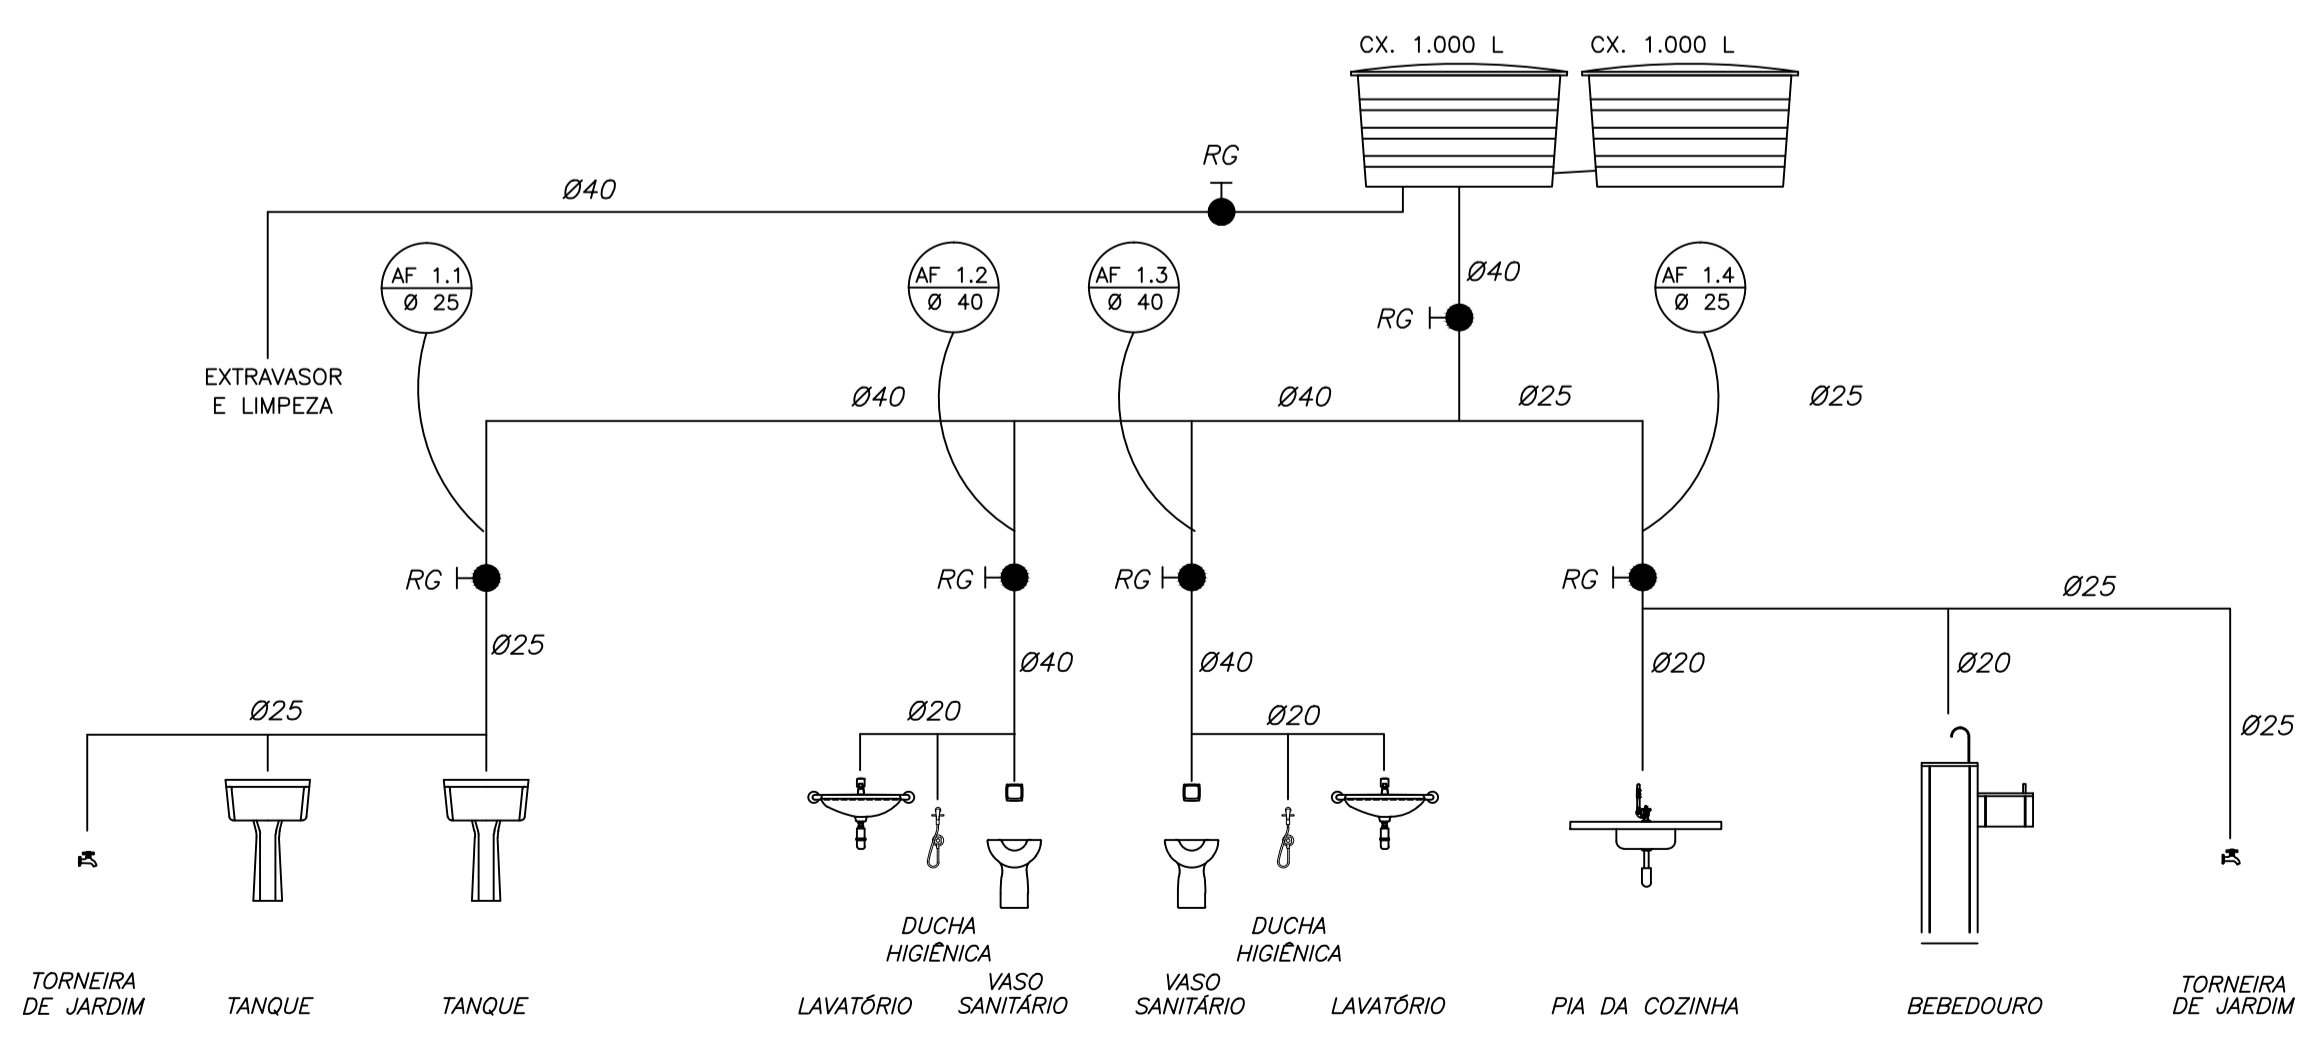 CX. 1.000 L
CX. 1.000 L
RG
Ø40
AF 1.1
Ø 25
AF 1.2
Ø 40
AF 1.3
Ø 40
Ø40
AF 1.4
Ø 25
RG
EXTRAVASOR
E LIMPEZA
Ø40
Ø40
Ø25
Ø25
RG
RG
RG
RG
Ø25
Ø25
Ø40
Ø40
Ø20
Ø20
Ø25
Ø20
Ø20
Ø25
DUCHA
HIGIÊNICA
DUCHA
HIGIÊNICA
TORNEIRA
DE JARDIM
TANQUE
TANQUE
LAVATÓRIO
VASO
SANITÁRIO
VASO
SANITÁRIO
LAVATÓRIO
PIA DA COZINHA
BEBEDOURO
TORNEIRA
DE JARDIM